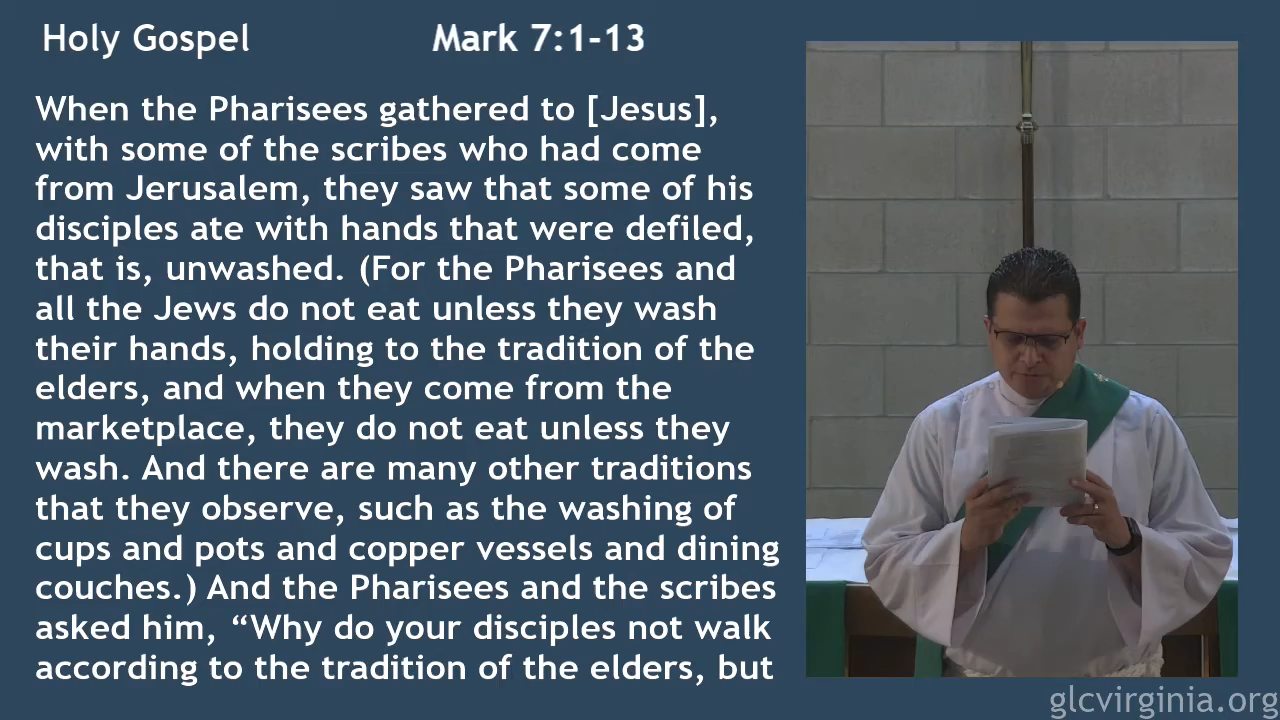 Holy Gospel
Mark 7:1-13
When the Pharisees gathered to [Jesus],
with some of the scribes who had come
from Jerusalem, they saw that some of his
disciples ate with hands that were defiled,
that is, unwashed. (For the Pharisees and
all the Jews do not eat unless they wash
their hands, holding to the tradition of the
elders, and when they come from the
marketplace, they do not eat unless they
wash. And there are many other traditions
that they observe, such as the washing of
cups and pots and copper vessels and dining
couches.) And the Pharisees and the scribes
asked him, “Why do your disciples not walk
according to the tradition of the elders, but
glcvirginia.org